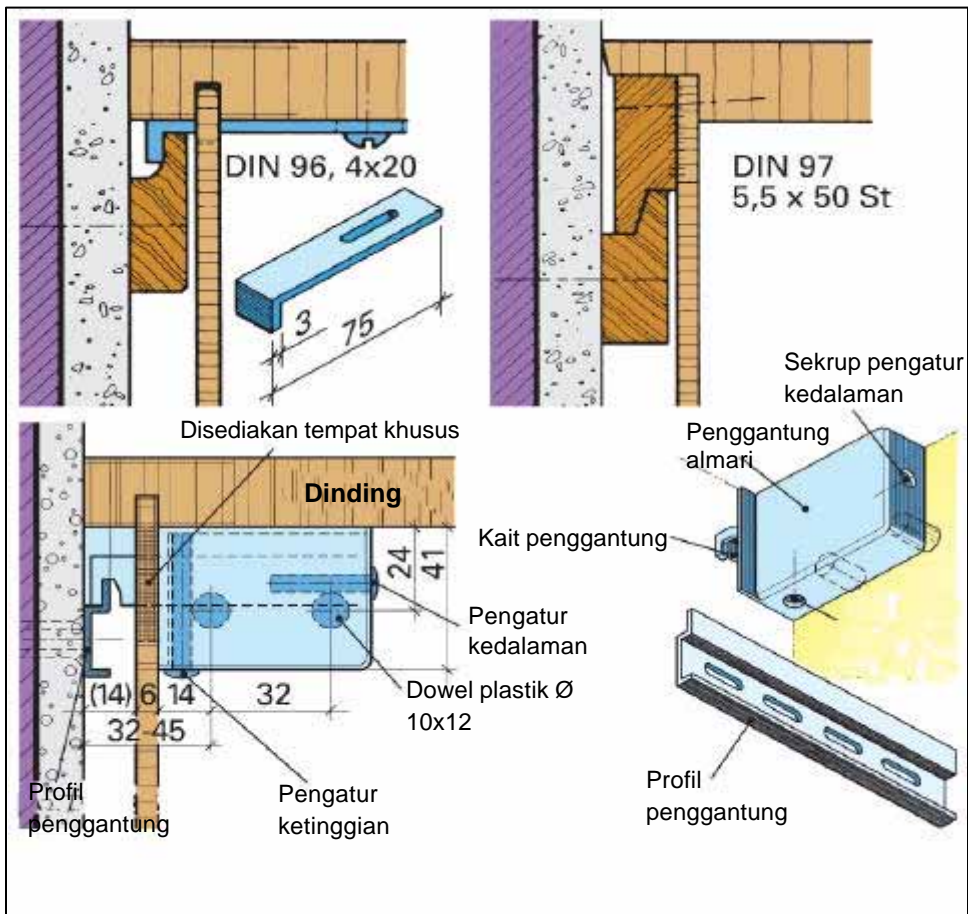 DIN 96, 4x20
3
75
DIN 97
5,5 x 50 St
Disediakan tempat khusus
Dinding
24
41
(14) 6 14
32
32-45
Pengatur
kedalaman
Dowel plastik Ø
10x12
Profil
penggantung
Pengatur
ketinggian
Sekrup pengatur
kedalaman
Penggantung
almari
Kait penggantung
Profil
penggantung